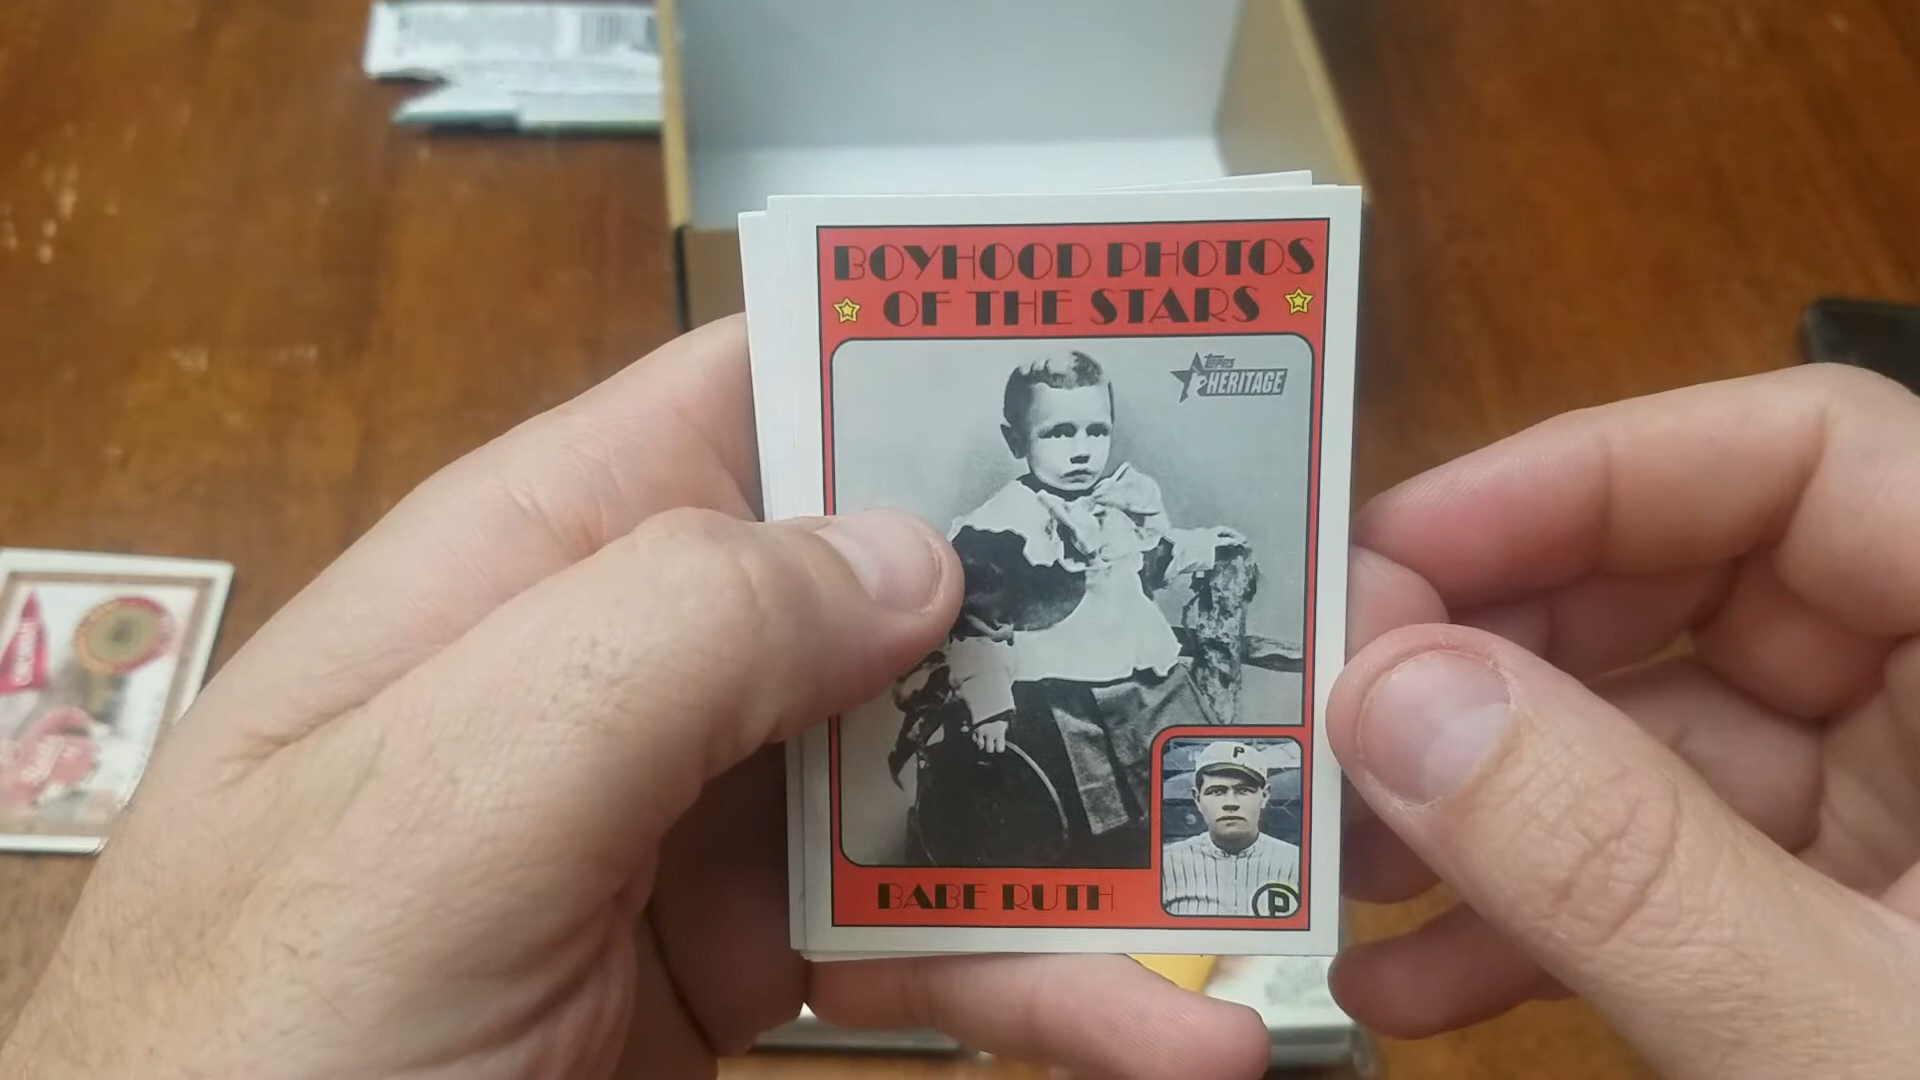 BOYHOOD PHOTOS
OF THE STARS
TOPPS
HERITAGE
P
P
BABE RUTH